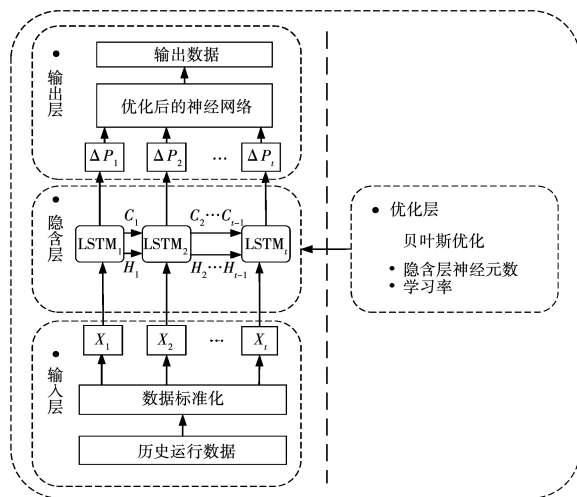 输出数据
优化后的神经网络
ΔP₁ ΔP₂ … ΔPₜ
• 输出层
C₁ C₂…Cₜ₋₁
LSTM₁ LSTM₂ LSTMₜ
H₁ H₂…Hₜ₋₁
• 隐含层
X₁ X₂ … Xₜ
数据标准化
历史运行数据
• 输入层
• 优化层
贝叶斯优化
• 隐含层神经元数
• 学习率